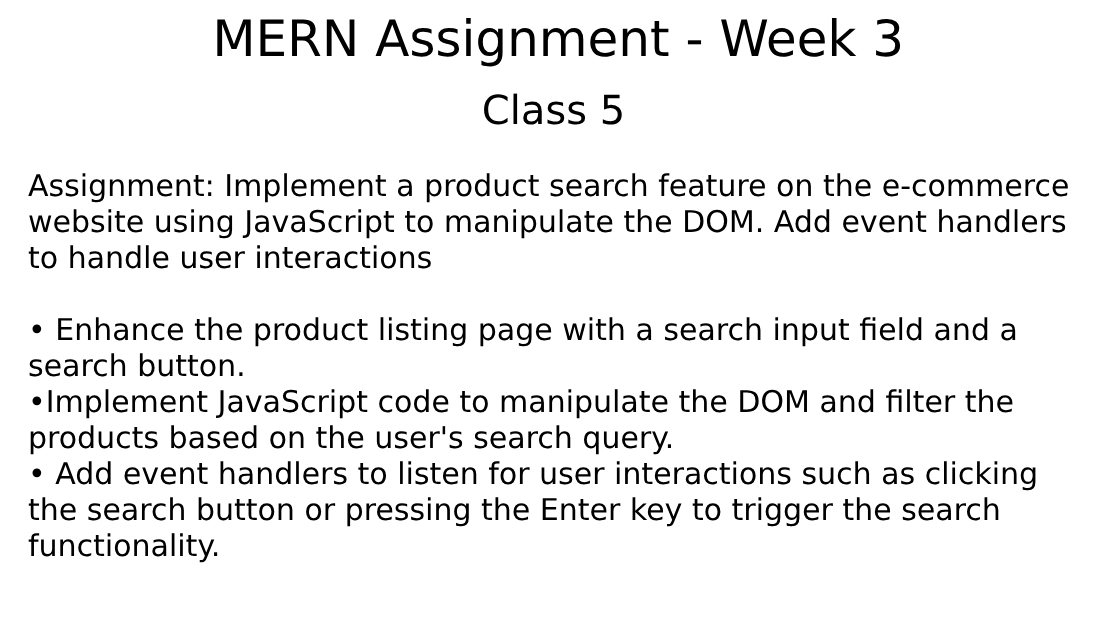 MERN Assignment - Week 3
Class 5
Assignment: Implement a product search feature on the e-commerce
website using JavaScript to manipulate the DOM. Add event handlers
to handle user interactions
• Enhance the product listing page with a search input field and a
search button.
•Implement JavaScript code to manipulate the DOM and filter the
products based on the user's search query.
• Add event handlers to listen for user interactions such as clicking
the search button or pressing the Enter key to trigger the search
functionality.